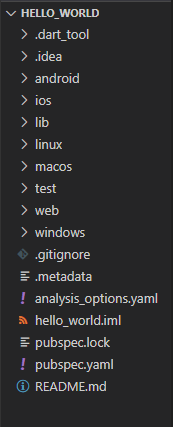 HELLO_WORLD
.dart_tool
.idea
android
ios
lib
linux
macos
test
web
windows
.gitignore
.metadata
analysis_options.yaml
hello_world.iml
pubspec.lock
pubspec.yaml
README.md